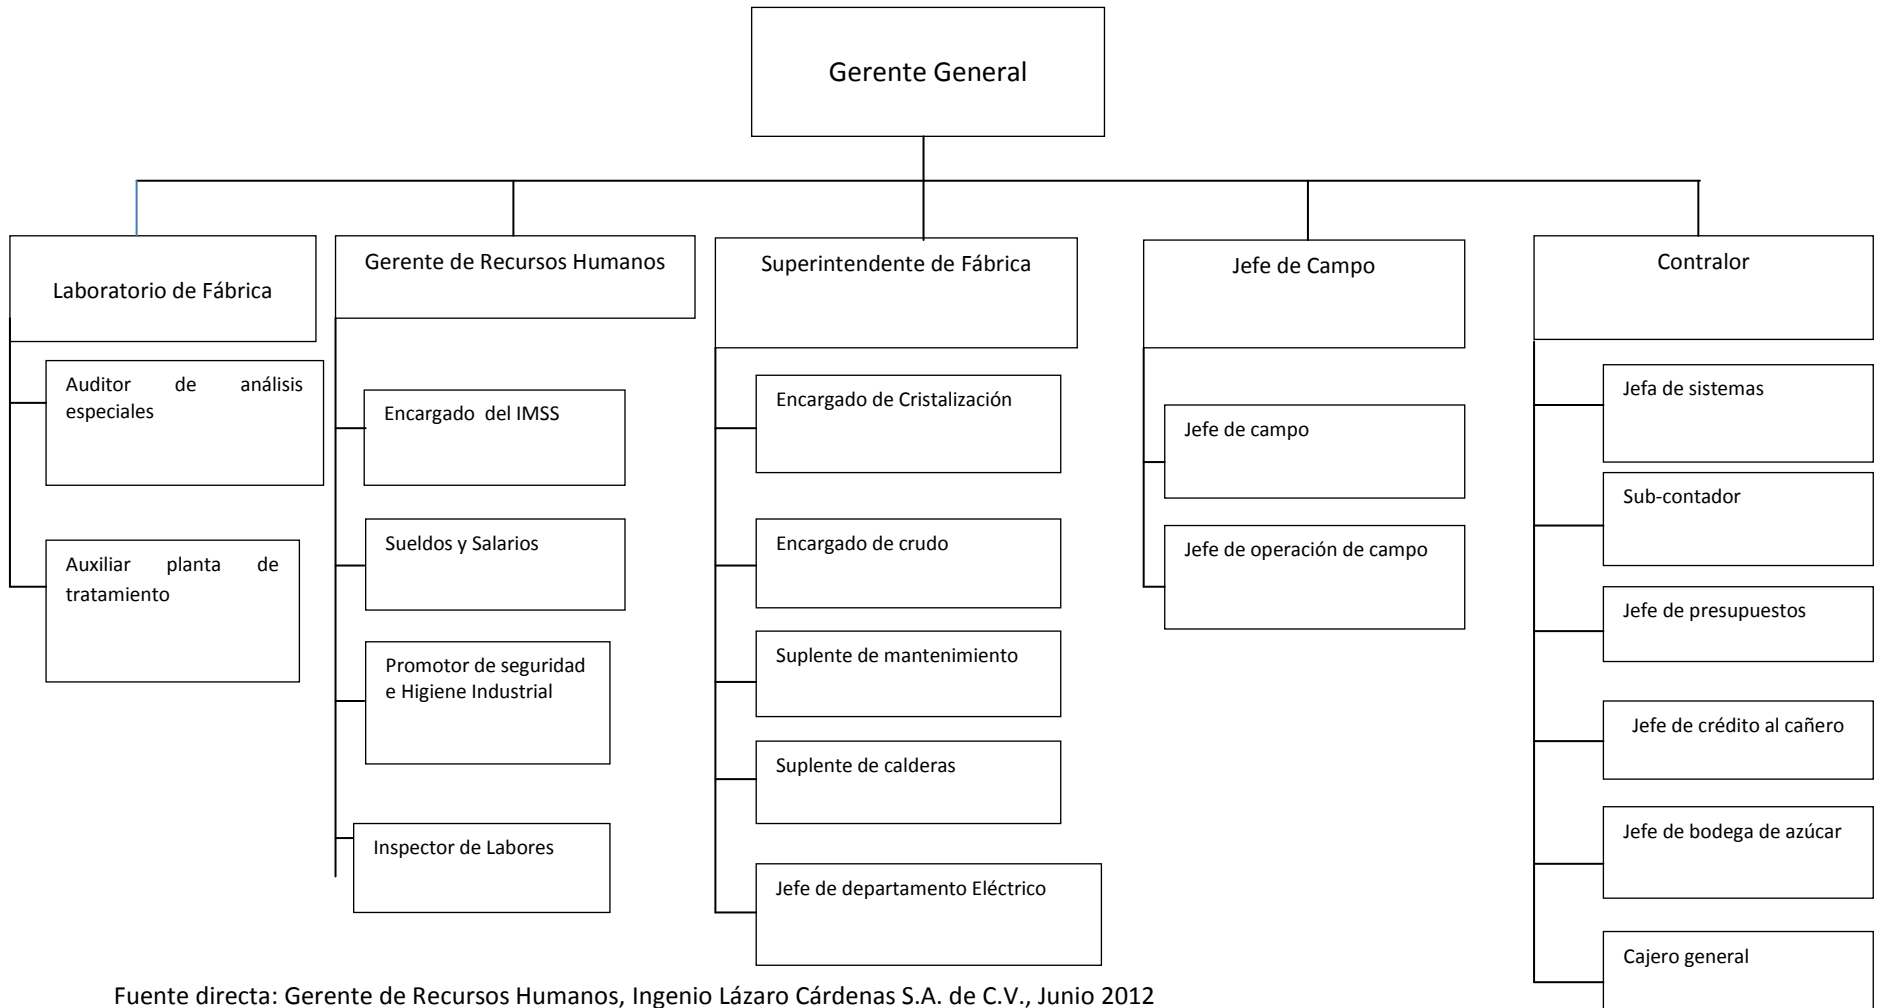 Gerente General
Laboratorio de Fábrica
Auditor de análisis
especiales
Auxiliar planta de
tratamiento
Gerente de Recursos Humanos
Encargado del IMSS
Sueldos y Salarios
Promotor de seguridad
e Higiene Industrial
Inspector de Labores
Superintendente de Fábrica
Encargado de Cristalización
Encargado de crudo
Suplente de mantenimiento
Suplente de calderas
Jefe de departamento Eléctrico
Jefe de Campo
Jefe de campo
Jefe de operación de campo
Contralor
Jefa de sistemas
Sub-contador
Jefe de presupuestos
Jefe de crédito al cañero
Jefe de bodega de azúcar
Cajero general
Fuente directa: Gerente de Recursos Humanos, Ingenio Lázaro Cárdenas S.A. de C.V., Junio 2012